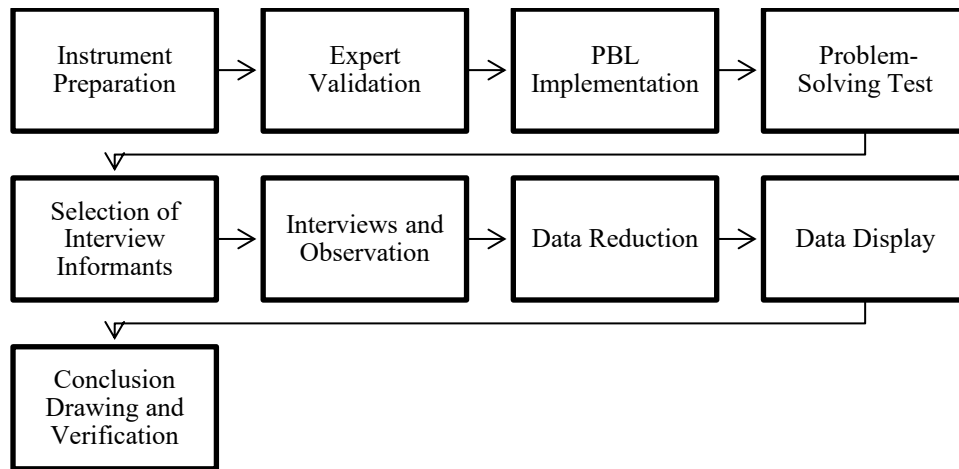 Instrument
Preparation
Expert
Validation
PBL
Implementation
Problem-
Solving Test
Selection of
Interview
Informants
Interviews and
Observation
Data Reduction
Data Display
Conclusion
Drawing and
Verification